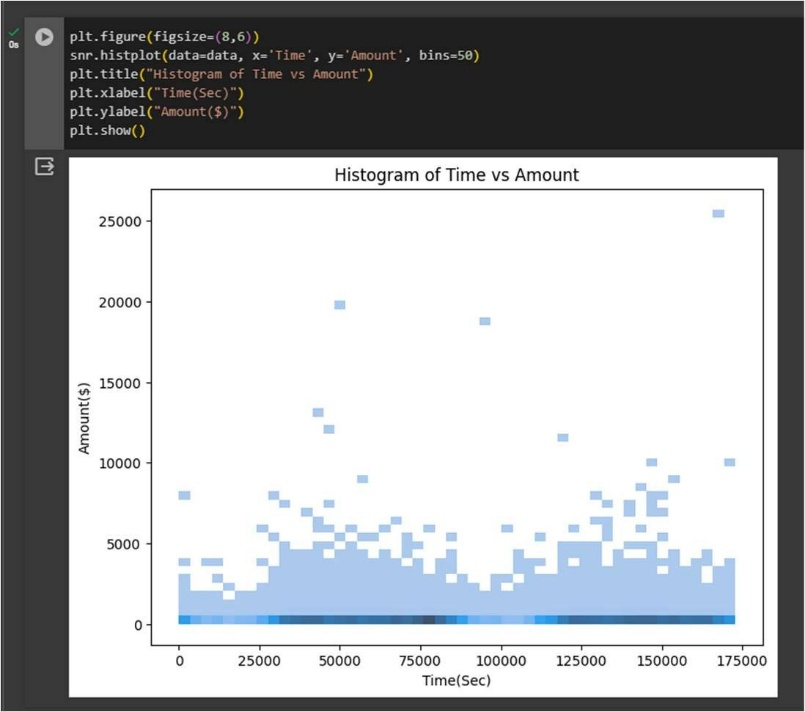 plt.figure(figsize=(8,6))
0s
snr.histplot(data=data, x='Time', y='Amount', bins=50)
plt.title("Histogram of Time vs Amount")
plt.xlabel("Time(Sec)")
plt.ylabel("Amount($)")
plt.show()
Histogram of Time vs Amount
25000
20000
15000
10000
5000
0
Amount($)
0 25000 50000 75000 100000 125000 150000 175000
Time(Sec)